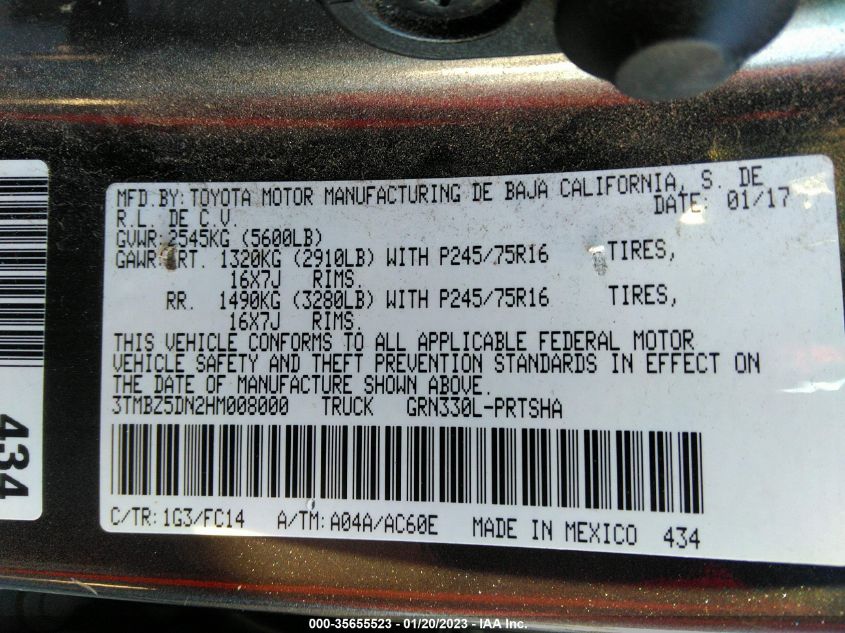 MFD.BY:TOYOTA MOTOR MANUFACTURING DE BAJA CALIFORNIA, S. DE
R.L. DE C.V DATE: 01/17
GVWR:2545KG (5600LB)
GAWR: FRT. 1320KG (2910LB) WITH P245/75R16 TIRES,
16X7J RIMS.
RR. 1490KG (3280LB) WITH P245/75R16 TIRES,
16X7J RIMS.
THIS VEHICLE CONFORMS TO ALL APPLICABLE FEDERAL MOTOR
VEHICLE SAFETY AND THEFT PREVENTION STANDARDS IN EFFECT ON
THE DATE OF MANUFACTURE SHOWN ABOVE.
3TMBZ5DN2HM008000 TRUCK GRN330L-PRTSHA
C/TR:1G3/FC14 A/TM:A04A/AC60E MADE IN MEXICO 434
434
000-35655523 - 01/20/2023 - IAA Inc.